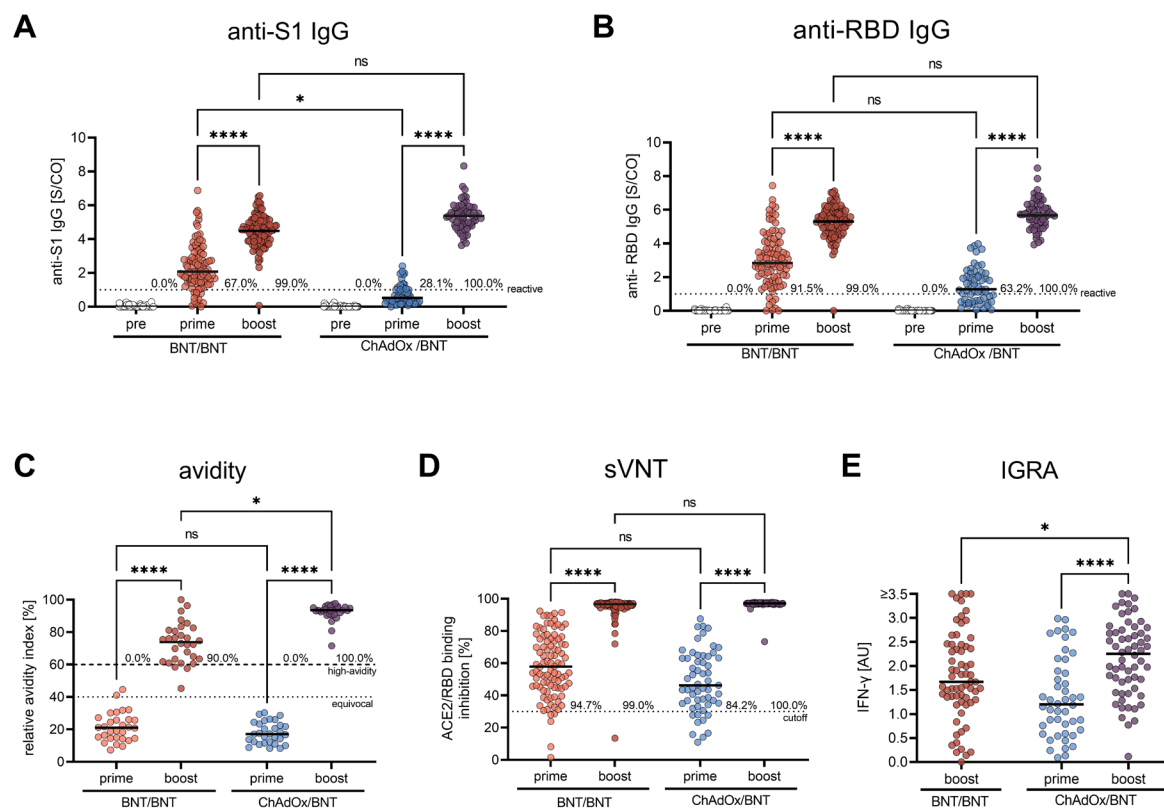 A
anti-S1 IgG
ns
*
****
****
anti-S1 IgG [S/CO]
10
8
6
4
2
0
0.0%
67.0%
99.0%
0.0%
28.1%
100.0%
reactive
pre
prime
boost
pre
prime
boost
BNT/BNT
ChAdOx /BNT
B
anti-RBD IgG
ns
ns
****
****
anti- RBD IgG [S/CO]
10
8
6
4
2
0
0.0%
91.5%
99.0%
0.0%
63.2%
100.0%
reactive
pre
prime
boost
pre
prime
boost
BNT/BNT
ChAdOx /BNT
C
avidity
*
ns
****
****
relative avidity index [%]
100
80
60
40
20
0
0.0%
90.0%
0.0%
100.0%
high-avidity
equivocal
prime
boost
prime
boost
BNT/BNT
ChAdOx/BNT
D
sVNT
ns
ns
****
****
ACE2/RBD binding
inhibition [%]
100
80
60
40
20
0
94.7%
99.0%
84.2%
100.0%
cutoff
prime
boost
prime
boost
BNT/BNT
ChAdOx/BNT
E
IGRA
*
****
IFN-γ [AU]
≥3.5
3.0
2.5
2.0
1.5
1.0
0.5
0.0
boost
prime
boost
BNT/BNT
ChAdOx/BNT